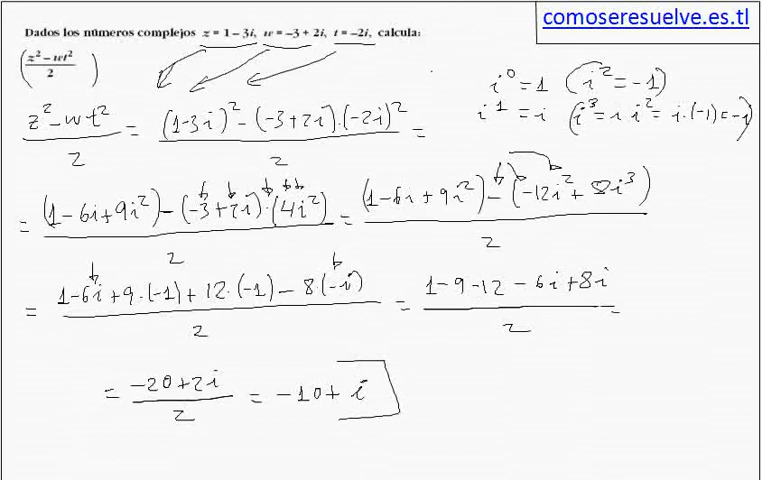 comoseresuelve.es.tl
Dados los números complejos z = 1 – 3i, w = –3 + 2i, t = –2i, calcula:
(z² – wt² / 2)
i⁰ = 1 (i² = -1)
i¹ = i (i³ = i i² = i·(-1) = -i)
z² - wt² / 2 = (1-3i)² - (-3+2i)·(-2i)² / 2 =
= (1-6i+9i²) - (-3+2i)·(4i²) / 2 = (1-6i+9i²) - (-12i² + 8i³) / 2
= 1-6i+9·(-1)+12·(-1)-8(-i) / 2 = 1-9-12-6i+8i / 2 =
= -20+2i / 2 = -10+i